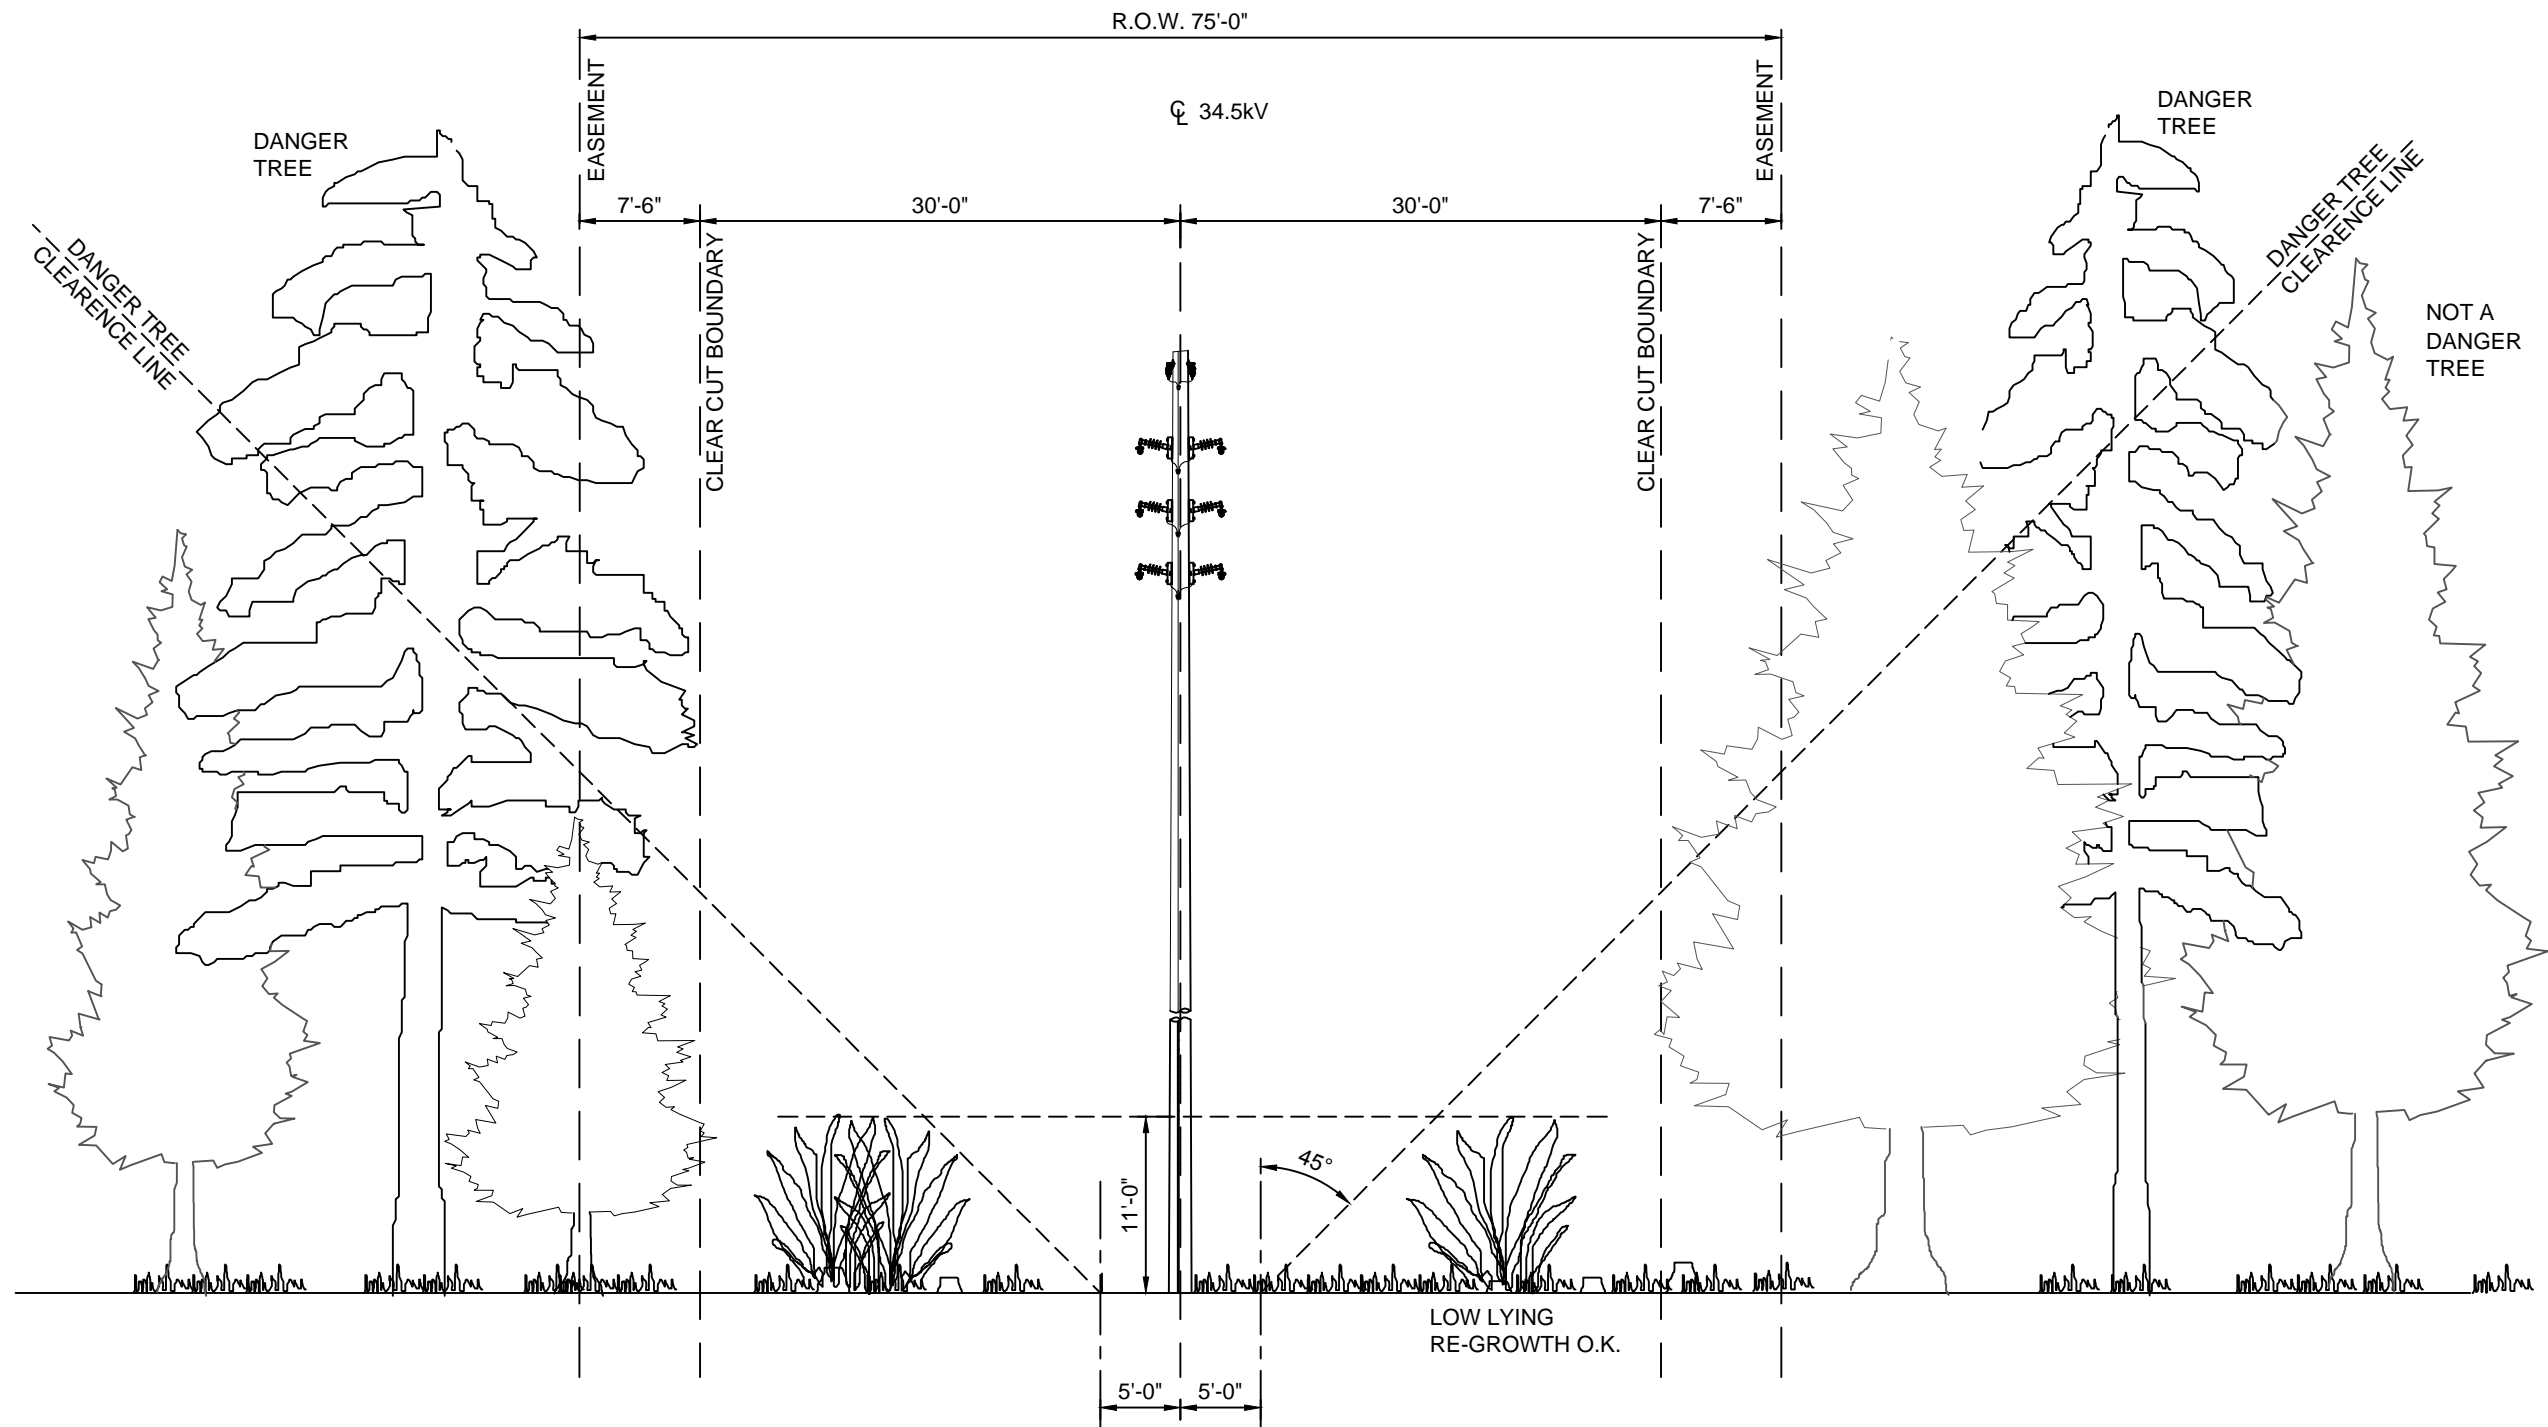 R.O.W. 75'-0"
EASEMENT
EASEMENT
℄ 34.5kV
DANGER
TREE
DANGER
TREE
DANGER TREE
CLEARENCE LINE
DANGER TREE
CLEARENCE LINE
7'-6"
30'-0"
30'-0"
7'-6"
CLEAR CUT BOUNDARY
CLEAR CUT BOUNDARY
NOT A
DANGER
TREE
45°
11'-0"
LOW LYING
RE-GROWTH O.K.
5'-0"
5'-0"